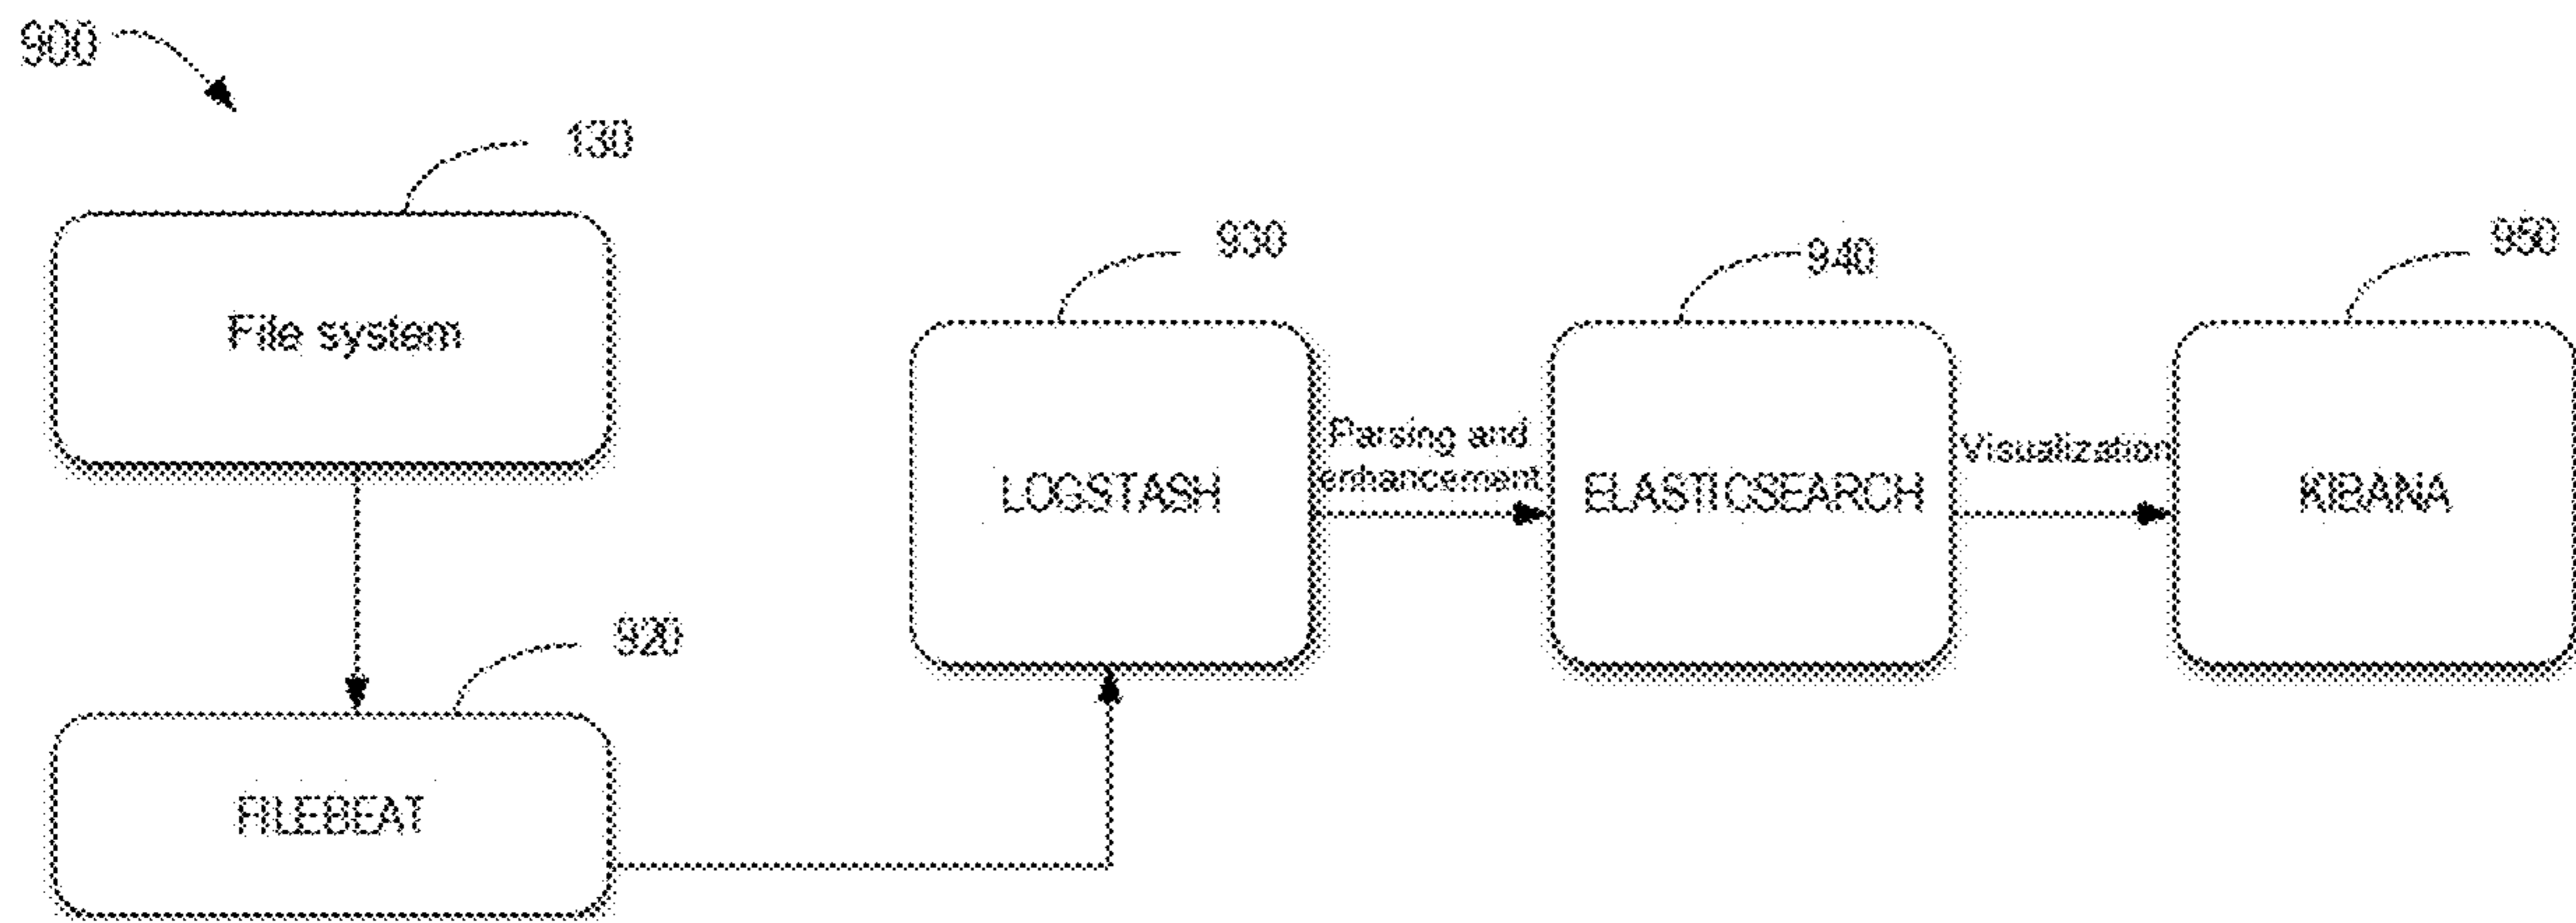 900
130
File system
930
940
950
Parsing and
enhancement
Visualization
LOGSTASH
ELASTICSEARCH
KIBANA
920
FILEBEAT